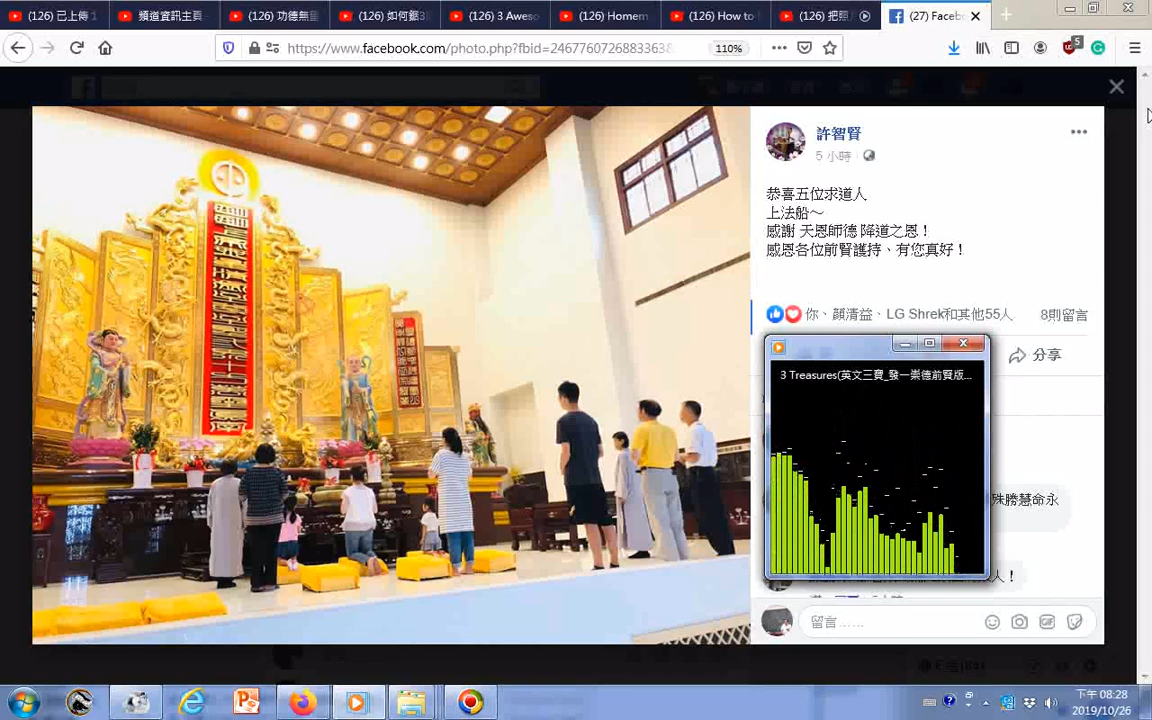 (126) 已上傳
頻道資訊主頁
(126) 功德無
(126) 如何鋸
(126) 3 Aweso
(126) Homem
(126) How to
(126) 把照
(27) Faceb
https://www.facebook.com/photo.php?fbid=2467760726883363
110%
5
許智賢
5 小時
恭喜五位求道人
上法船～
感謝 天恩師德 降道之恩！
感恩各位前賢護持、有您真好！
你、顏清益、LG Shrek和其他55人
8則留言
分享
3 Treasures(英文三寶_發一崇德前賢版...
殊勝慧命永
人！
留言……
下午 08:28
2019/10/26